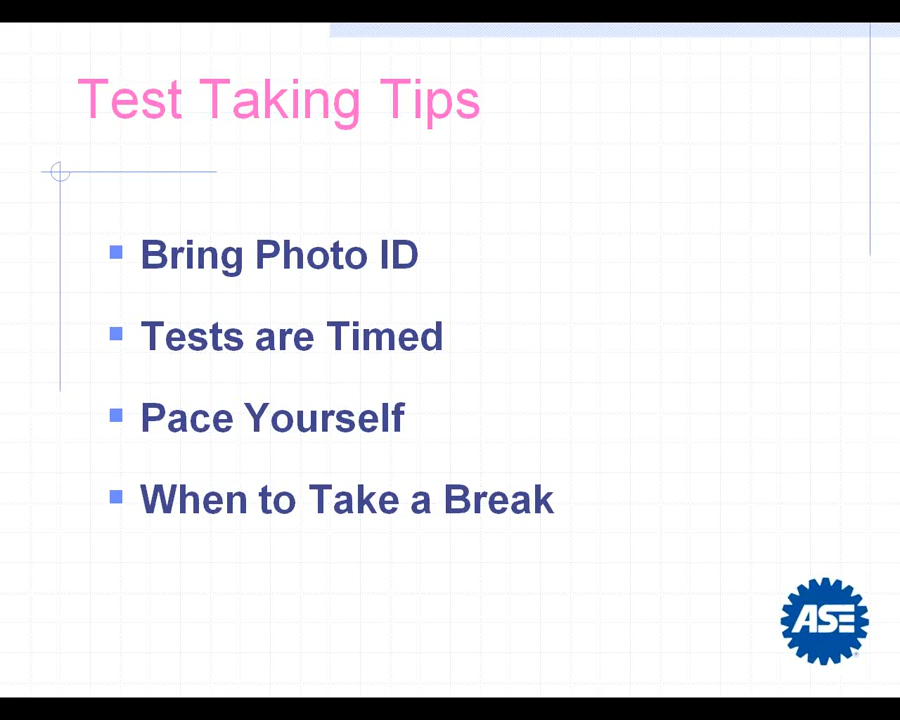 Test Taking Tips
Bring Photo ID
Tests are Timed
Pace Yourself
When to Take a Break
ASE